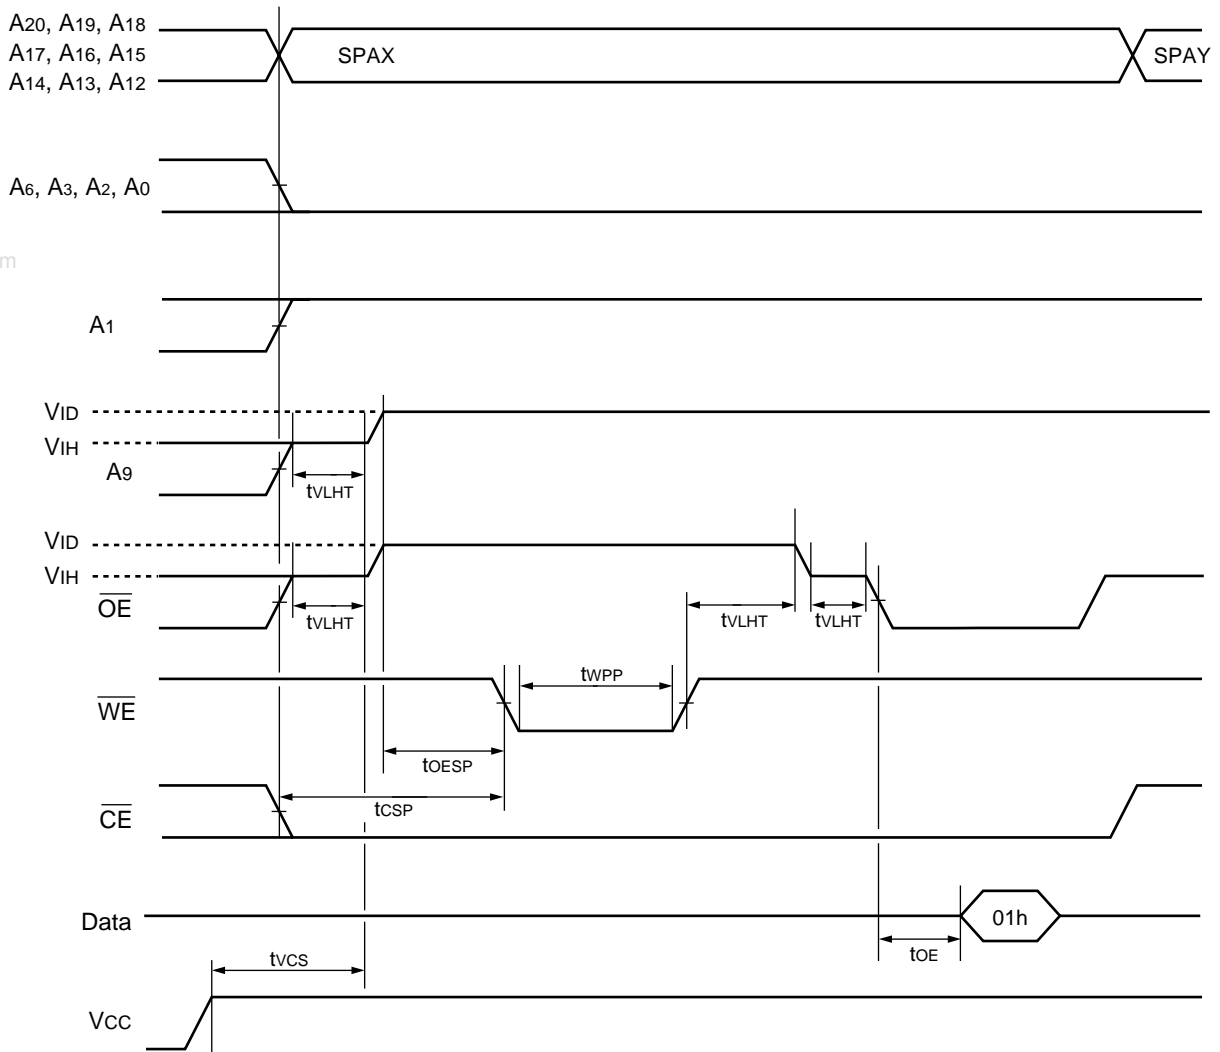 A20, A19, A18
A17, A16, A15
A14, A13, A12
SPAX
SPAY
A6, A3, A2, A0
m
A1
VID
VIH
A9
tVLHT
VID
VIH
OE
tVLHT
tVLHT
tVLHT
WE
tWPP
tOESP
tCSP
CE
Data
01h
tOE
tVCS
VCC